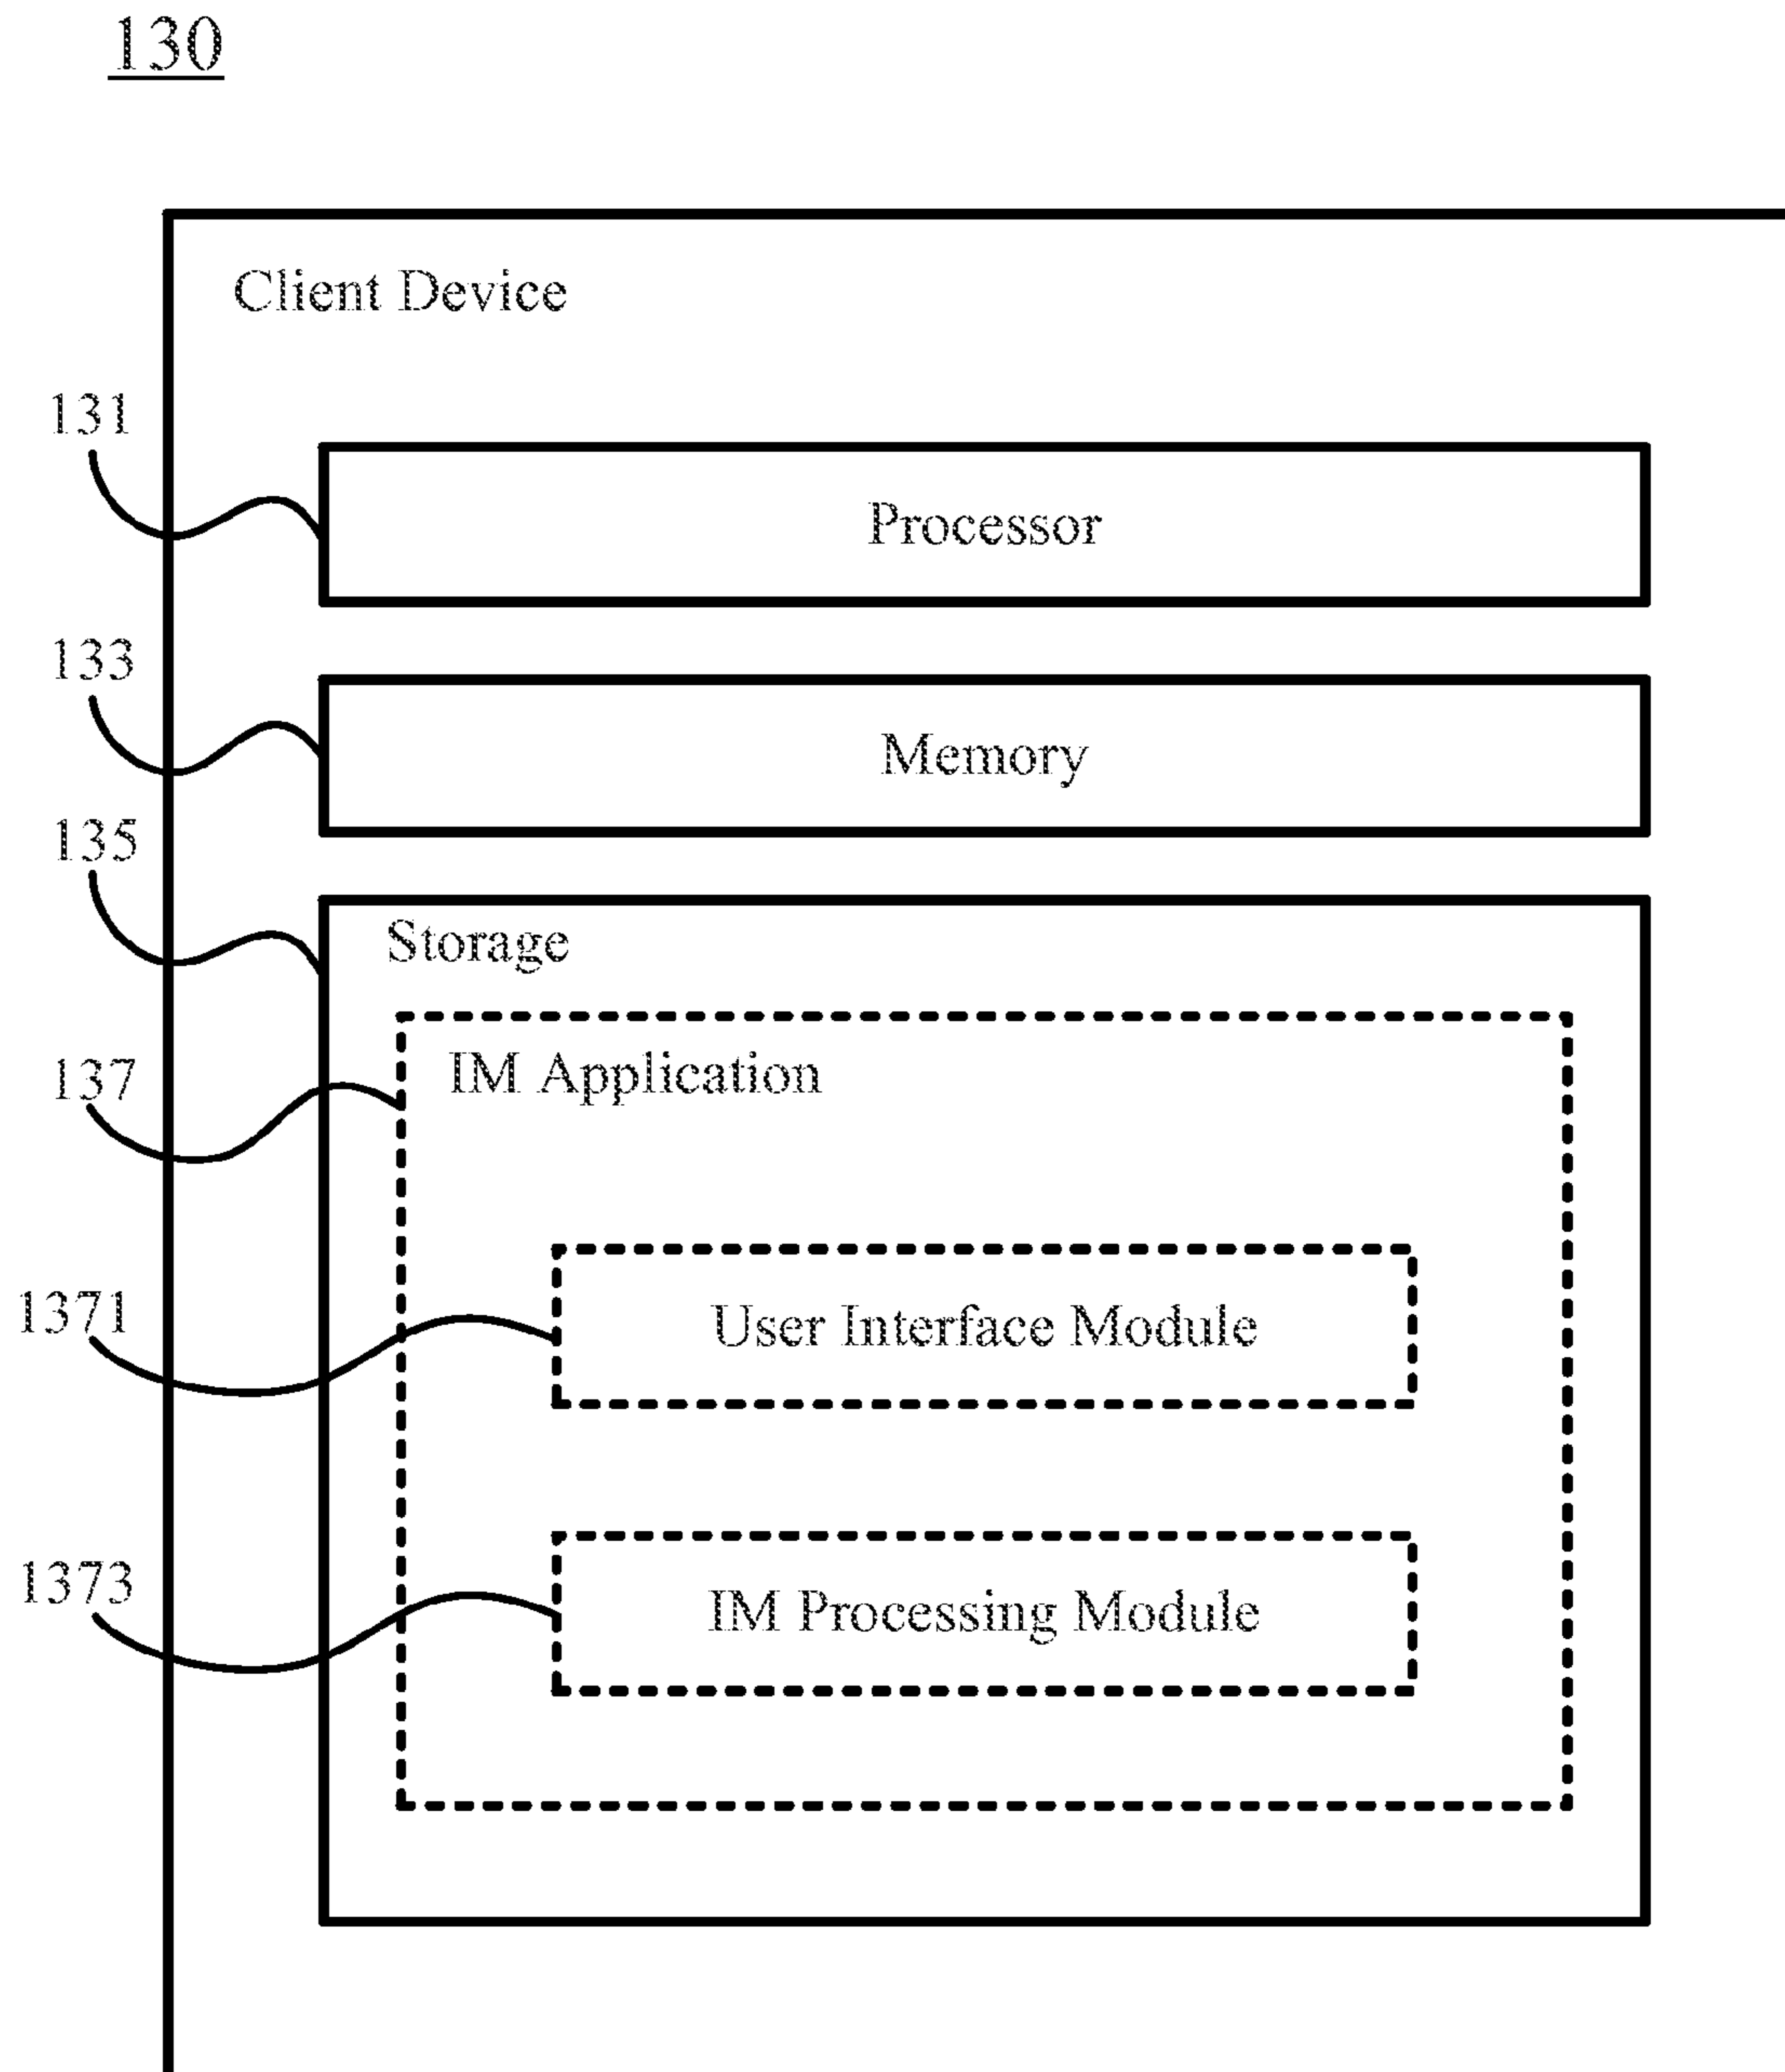 130
Client Device
131
Processor
133
Memory
135
Storage
137
IM Application
1371
User Interface Module
1373
IM Processing Module